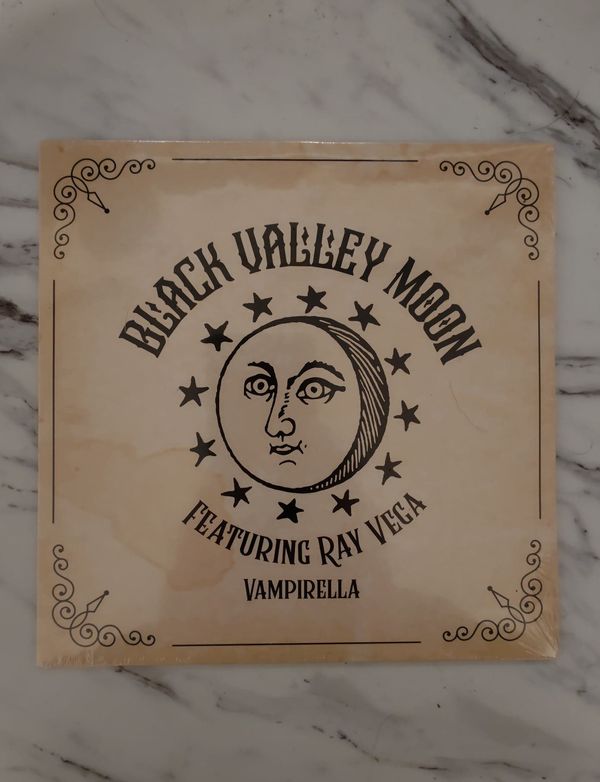 BLACK VALLEY MOON
FEATURING RAY VEGA
VAMPIRELLA